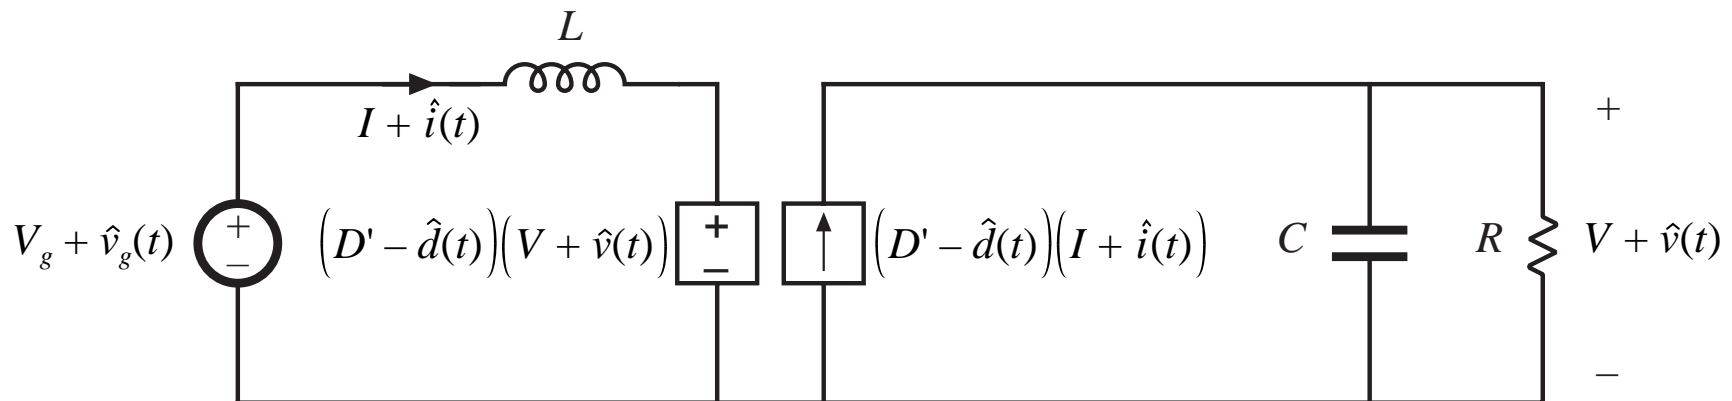 L
I + î(t)
+
V_g + v̂_g(t)
+
−
(D' − d̂(t))(V + v̂(t))
+
−
(D' − d̂(t))(I + î(t))
C
R
V + v̂(t)
−